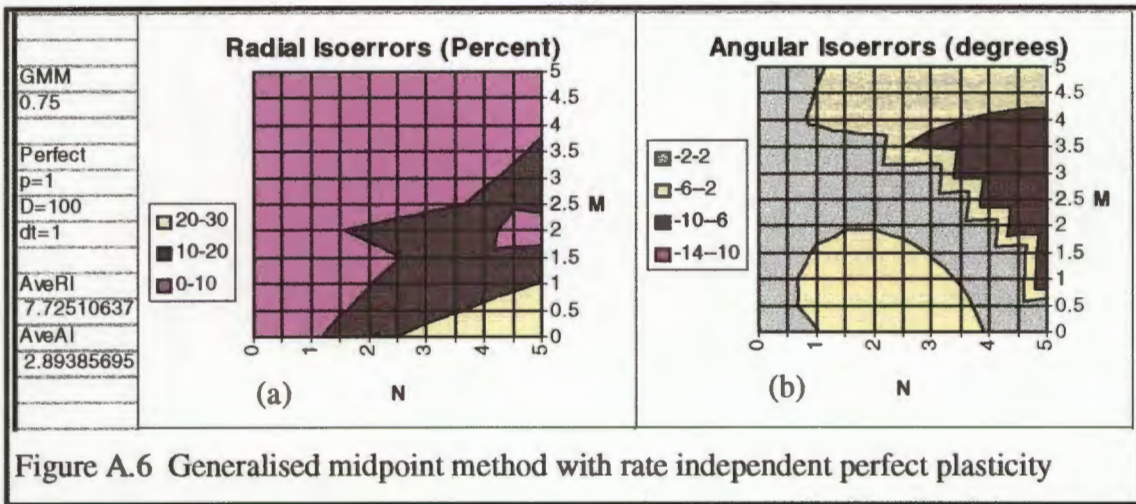 GMM
0.75
Perfect
p=1
D=100
dt=1
AveRI
7.72510637
AveAI
2.89385695
Radial Isoerrors (Percent)
20-30
10-20
0-10
5
4.5
4
3.5
3
2.5
2
1.5
1
0.5
0
M
0
1
2
3
4
5
N
(a)
Angular Isoerrors (degrees)
-2-2
-6--2
-10--6
-14--10
5
4.5
4
3.5
3
2.5
2
1.5
1
0.5
0
M
0
1
2
3
4
5
N
(b)
Figure A.6 Generalised midpoint method with rate independent perfect plasticity